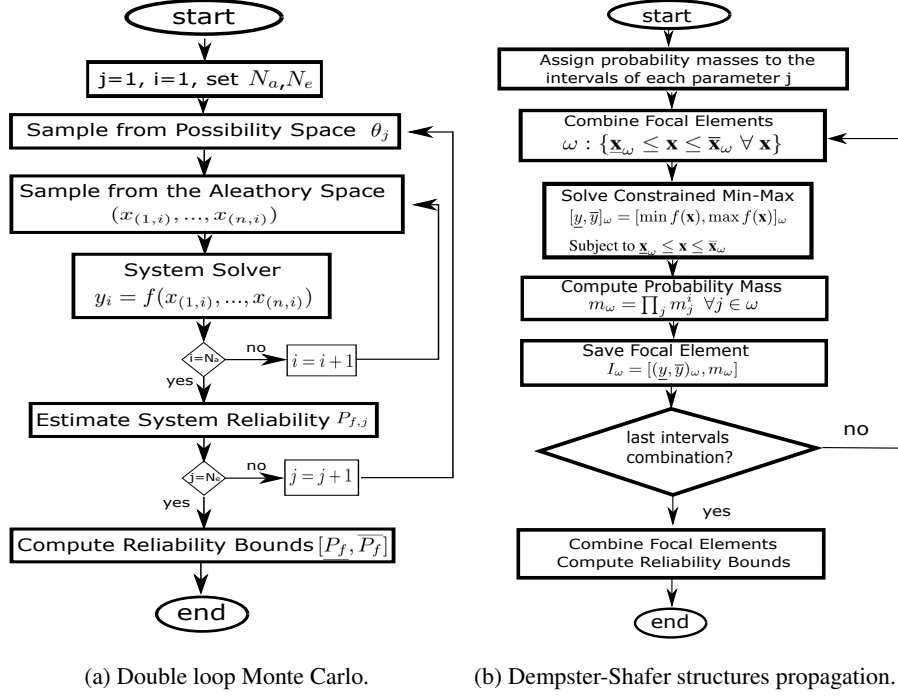 start
j=1, i=1, set N_a,N_e
Sample from Possibility Space θ_j
Sample from the Aleathory Space
(x_(1,i), ..., x_(n,i))
System Solver
y_i = f(x_(1,i), ..., x_(n,i))
i=N_a
no
i = i + 1
yes
Estimate System Reliability P_f,j
j=N_e
no
j = j + 1
yes
Compute Reliability Bounds [P̲_f̲, P̅_f̅]
end
(a) Double loop Monte Carlo.
start
Assign probability masses to the
intervals of each parameter j
Combine Focal Elements
ω : {x̲_ω ≤ x ≤ x̅_ω ∀ x}
Solve Constrained Min-Max
[y̲, y̅]_ω = [min f(x), max f(x)]_ω
Subject to x̲_ω ≤ x ≤ x̅_ω
Compute Probability Mass
m_ω = ∏_j m_j^i ∀j ∈ ω
Save Focal Element
I_ω = [(y̲, y̅)_ω, m_ω]
last intervals
combination?
no
yes
Combine Focal Elements
Compute Reliability Bounds
end
(b) Dempster-Shafer structures propagation.